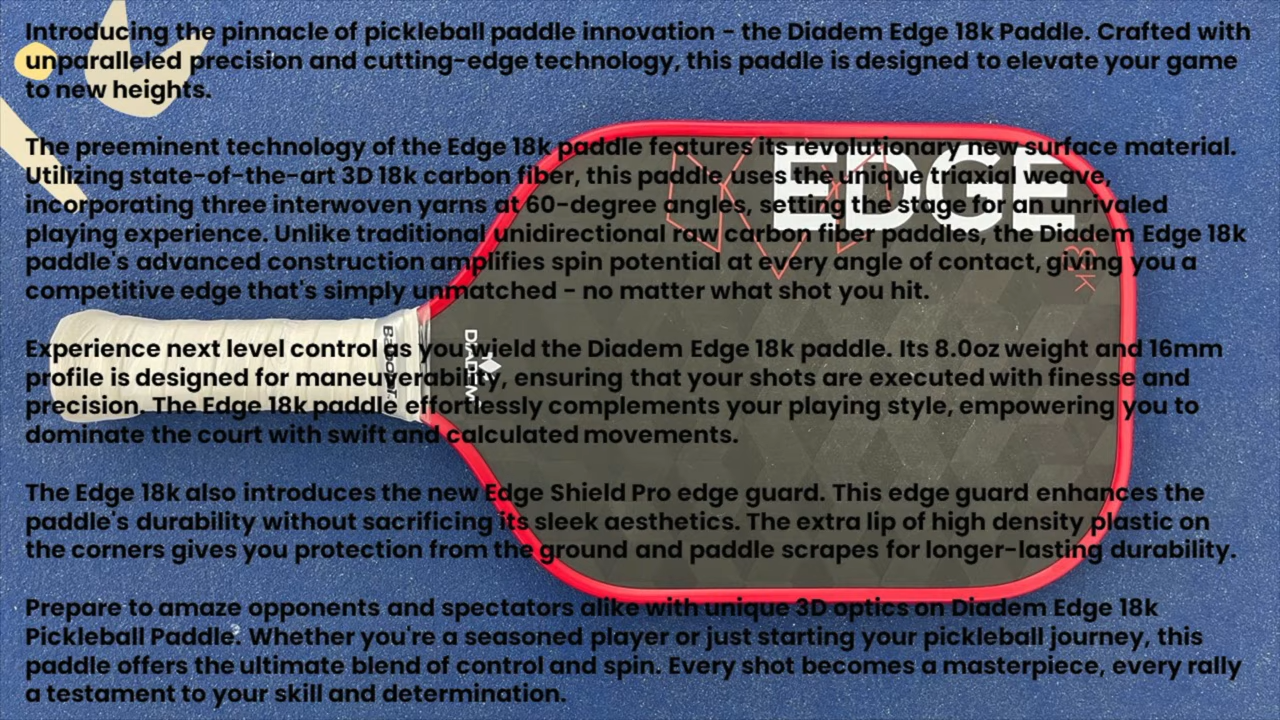 Introducing the pinnacle of pickleball paddle innovation - the Diadem Edge 18k Paddle. Crafted with
unparalleled precision and cutting-edge technology, this paddle is designed to elevate your game
to new heights.
The preeminent technology of the Edge 18k paddle features its revolutionary new surface material.
Utilizing state-of-the-art 3D 18k carbon fiber, this paddle uses the unique triaxial weave,
incorporating three interwoven yarns at 60-degree angles, setting the stage for an unrivaled
playing experience. Unlike traditional unidirectional raw carbon fiber paddles, the Diadem Edge 18k
paddle's advanced construction amplifies spin potential at every angle of contact, giving you a
competitive edge that's simply unmatched - no matter what shot you hit.
Experience next level control as you wield the Diadem Edge 18k paddle. Its 8.0oz weight and 16mm
profile is designed for maneuverability, ensuring that your shots are executed with finesse and
precision. The Edge 18k paddle effortlessly complements your playing style, empowering you to
dominate the court with swift and calculated movements.
The Edge 18k also introduces the new Edge Shield Pro edge guard. This edge guard enhances the
paddle's durability without sacrificing its sleek aesthetics. The extra lip of high density plastic on
the corners gives you protection from the ground and paddle scrapes for longer-lasting durability.
Prepare to amaze opponents and spectators alike with unique 3D optics on Diadem Edge 18k
Pickleball Paddle. Whether you're a seasoned player or just starting your pickleball journey, this
paddle offers the ultimate blend of control and spin. Every shot becomes a masterpiece, every rally
a testament to your skill and determination.
EDGE
DIADEM